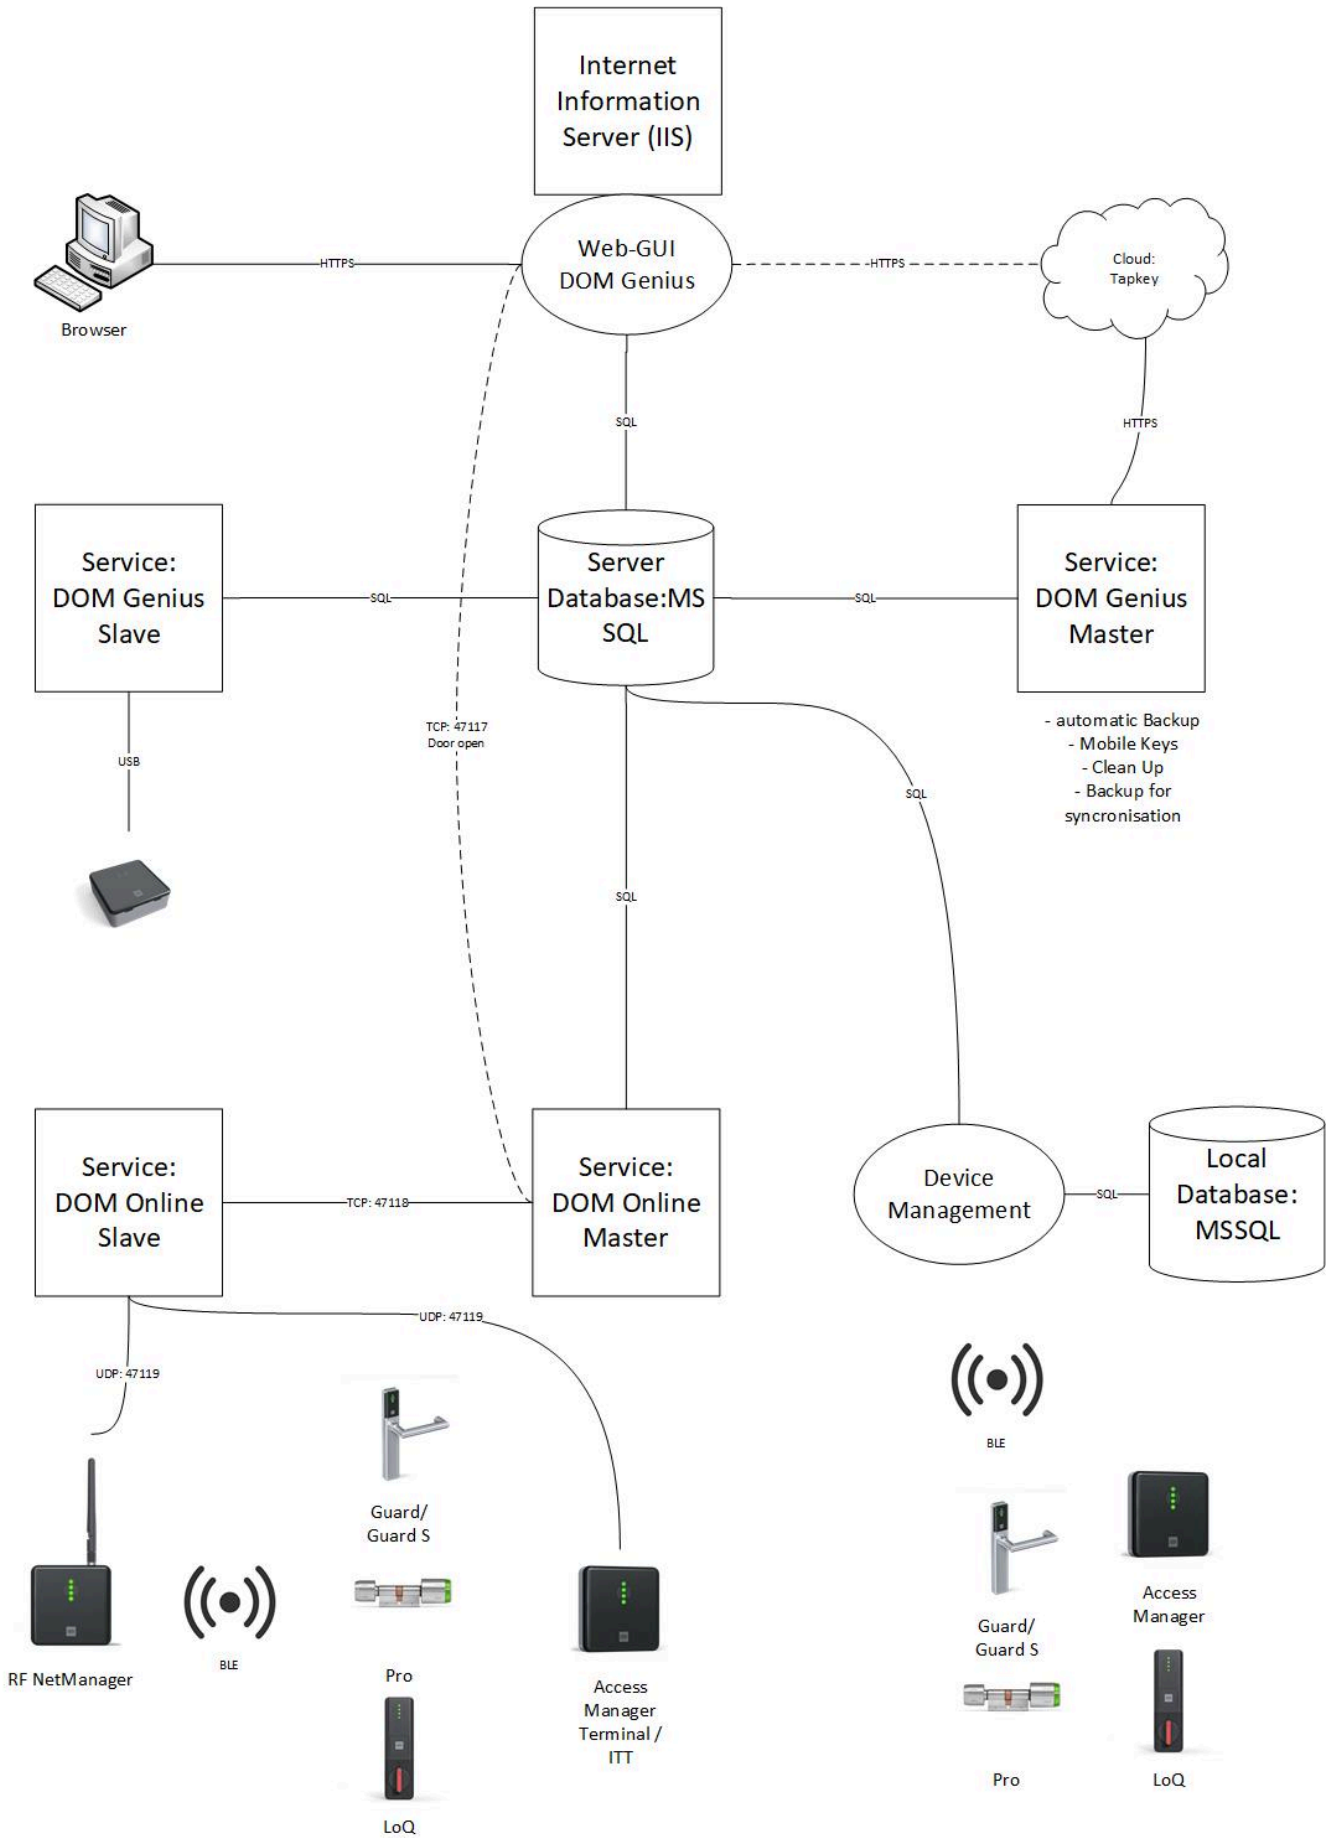 Internet
Information
Server (IIS)
Web-GUI
DOM Genius
HTTPS
HTTPS
Cloud:
Tapkey
Browser
SQL
HTTPS
Service:
DOM Genius
Slave
SQL
Server
Database:MS
SQL
SQL
Service:
DOM Genius
Master
- automatic Backup
- Mobile Keys
- Clean Up
- Backup for
syncronisation
TCP: 47117
Door open
USB
SQL
SQL
Service:
DOM Online
Slave
TCP: 47118
Service:
DOM Online
Master
Device
Management
SQL
Local
Database:
MSSQL
UDP: 47119
UDP: 47119
BLE
Guard/
Guard S
Access
Manager
Guard/
Guard S
RF NetManager
BLE
Pro
Access
Manager
Terminal /
ITT
Pro
LoQ
LoQ